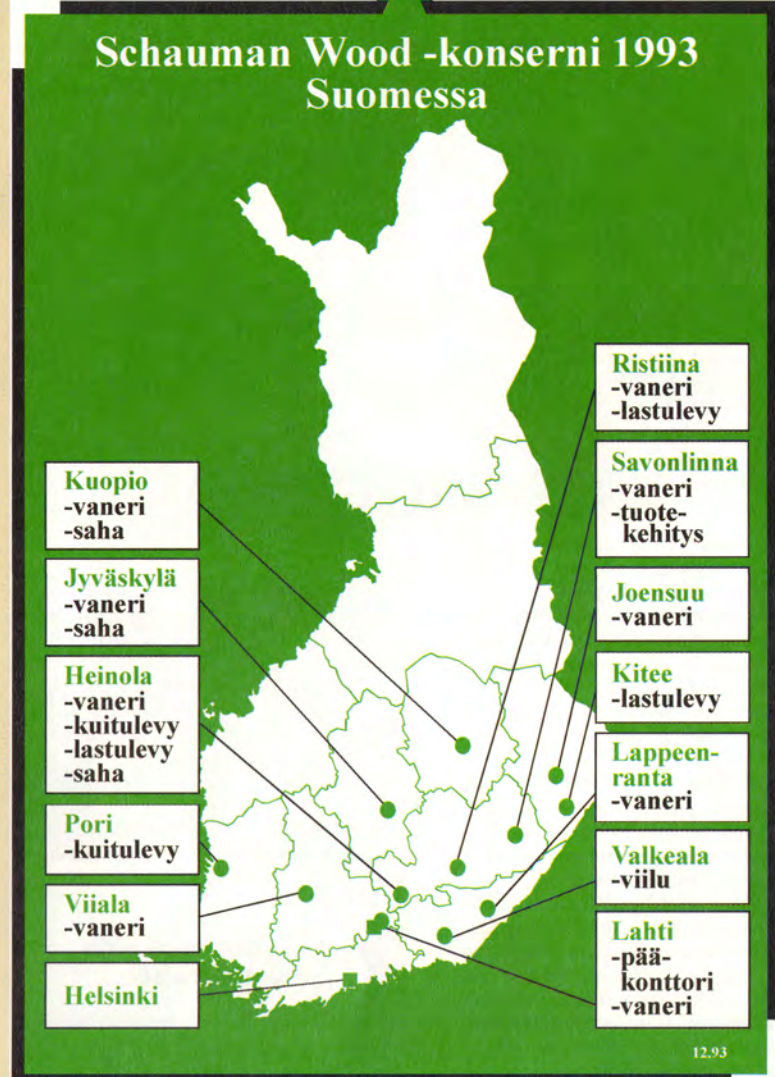 Schauman Wood -konserni 1993
Suomessa
Kuopio
-vaneri
-saha
Jyväskylä
-vaneri
-saha
Heinola
-vaneri
-kuitulevy
-lastulevy
-saha
Pori
-kuitulevy
Viiala
-vaneri
Helsinki
Ristiina
-vaneri
-lastulevy
Savonlinna
-vaneri
-tuote-
kehitys
Joensuu
-vaneri
Kitee
-lastulevy
Lappeen-
ranta
-vaneri
Valkeala
-viilu
Lahti
-pää-
konttori
-vaneri
12.93